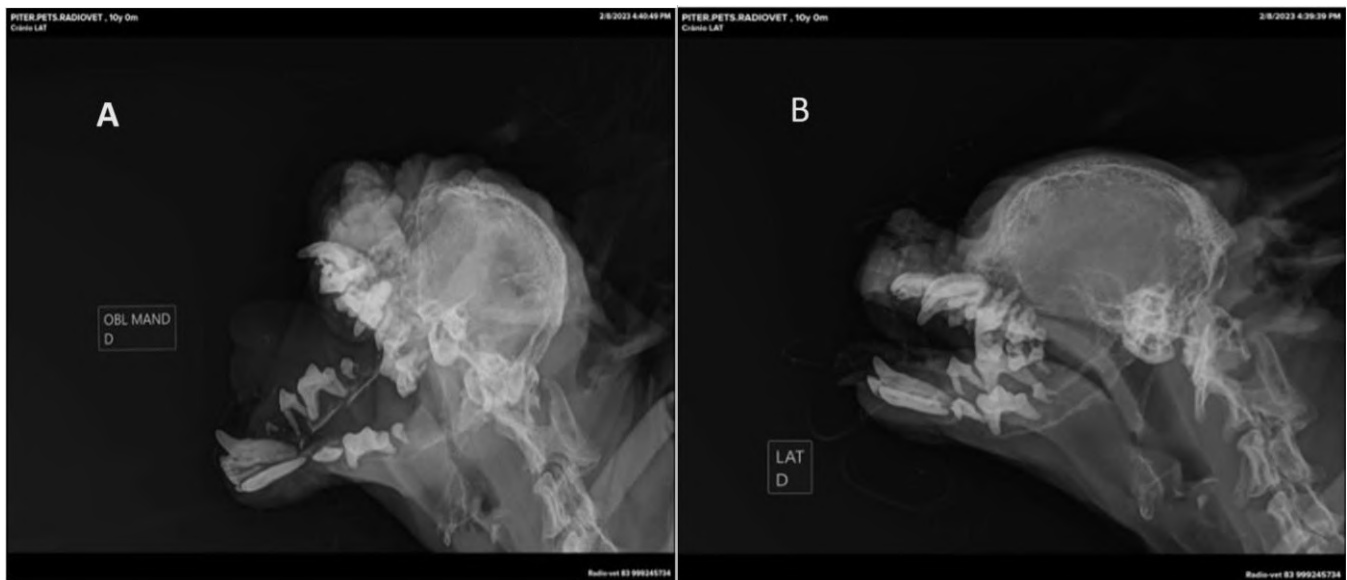 PITER.PETS.RADIOVET , 10y 0m
2/8/2023 4:40:49 PM
Crânio LAT
A
OBL MAND
D
Radio-vet 83 999245734
PITER.PETS.RADIOVET , 10y 0m
2/8/2023 4:39:39 PM
Crânio LAT
B
LAT
D
Radio-vet 83 999245734